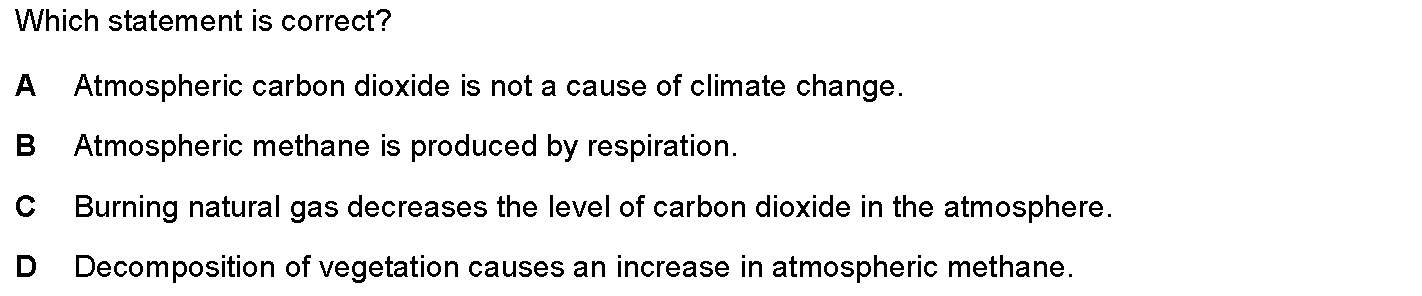 Which statement is correct?
A Atmospheric carbon dioxide is not a cause of climate change.
B Atmospheric methane is produced by respiration.
C Burning natural gas decreases the level of carbon dioxide in the atmosphere.
D Decomposition of vegetation causes an increase in atmospheric methane.